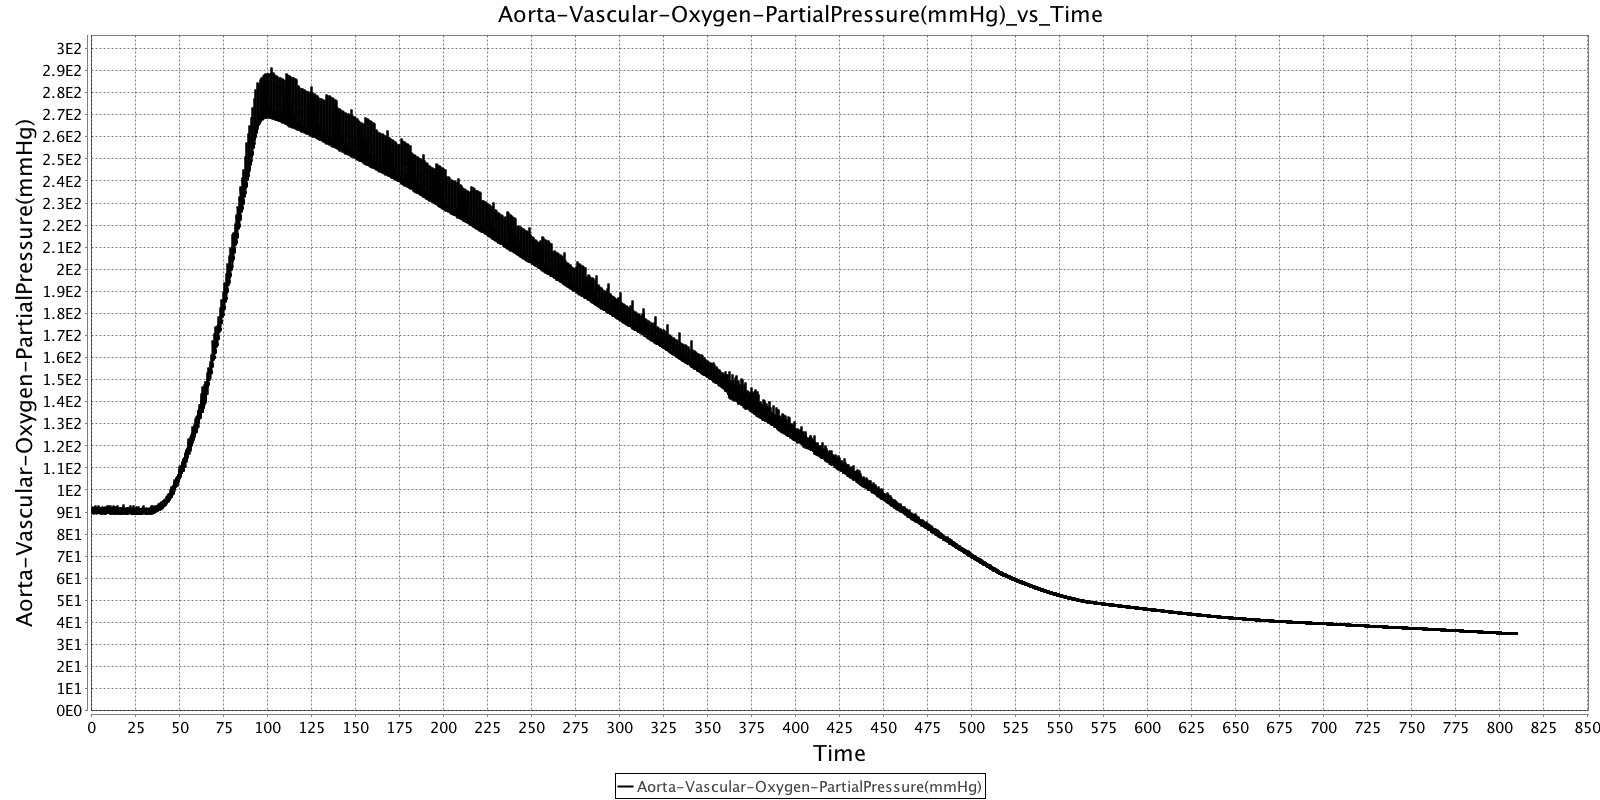 Aorta-Vascular-Oxygen-PartialPressure(mmHg)_vs_Time
Aorta-Vascular-Oxygen-PartialPressure(mmHg)
3E2
2.9E2
2.8E2
2.7E2
2.6E2
2.5E2
2.4E2
2.3E2
2.2E2
2.1E2
2E2
1.9E2
1.8E2
1.7E2
1.6E2
1.5E2
1.4E2
1.3E2
1.2E2
1.1E2
1E2
9E1
8E1
7E1
6E1
5E1
4E1
3E1
2E1
1E1
0E0
0 25 50 75 100 125 150 175 200 225 250 275 300 325 350 375 400 425 450 475 500 525 550 575 600 625 650 675 700 725 750 775 800 825 850
Time
Aorta-Vascular-Oxygen-PartialPressure(mmHg)